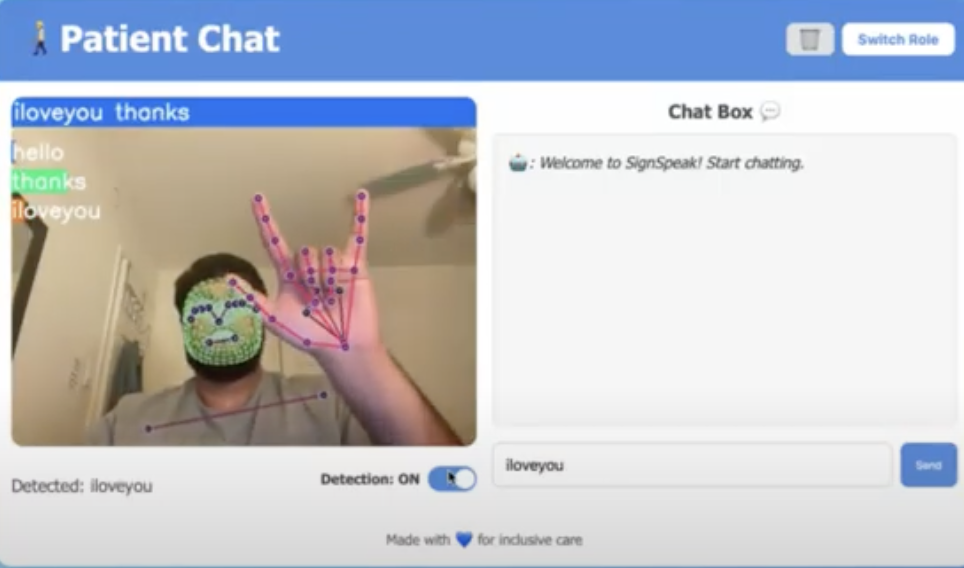 Patient Chat
Switch Role
iloveyou thanks
hello
thanks
iloveyou
Chat Box 💬
🤖: Welcome to SignSpeak! Start chatting.
Detected: iloveyou
Detection: ON
iloveyou
Send
Made with 💙 for inclusive care